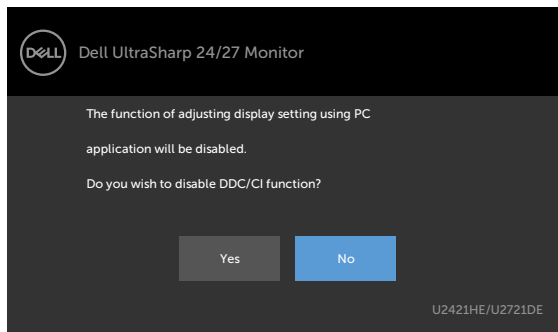 DELL Dell UltraSharp 24/27 Monitor
The function of adjusting display setting using PC
application will be disabled.
Do you wish to disable DDC/CI function?
Yes No
U2421HE/U2721DE